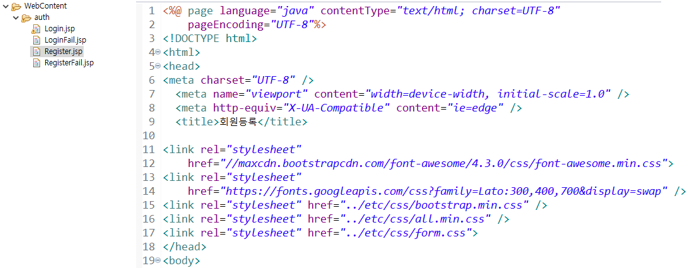 WebContent
auth
Login.jsp
LoginFail.jsp
Register.jsp
RegisterFail.jsp
1 <%@ page language="java" contentType="text/html; charset=UTF-8"
2     pageEncoding="UTF-8"%>
3 <!DOCTYPE html>
4 <html>
5 <head>
6 <meta charset="UTF-8" />
7   <meta name="viewport" content="width=device-width, initial-scale=1.0" />
8   <meta http-equiv="X-UA-Compatible" content="ie=edge" />
9   <title>회원등록</title>
10
11 <link rel="stylesheet"
12     href="//maxcdn.bootstrapcdn.com/font-awesome/4.3.0/css/font-awesome.min.css">
13 <link rel="stylesheet"
14     href="https://fonts.googleapis.com/css?family=Lato:300,400,700&display=swap" />
15 <link rel="stylesheet" href="../etc/css/bootstrap.min.css" />
16 <link rel="stylesheet" href="../etc/css/all.min.css" />
17 <link rel="stylesheet" href="../etc/css/form.css">
18 </head>
19 <body>